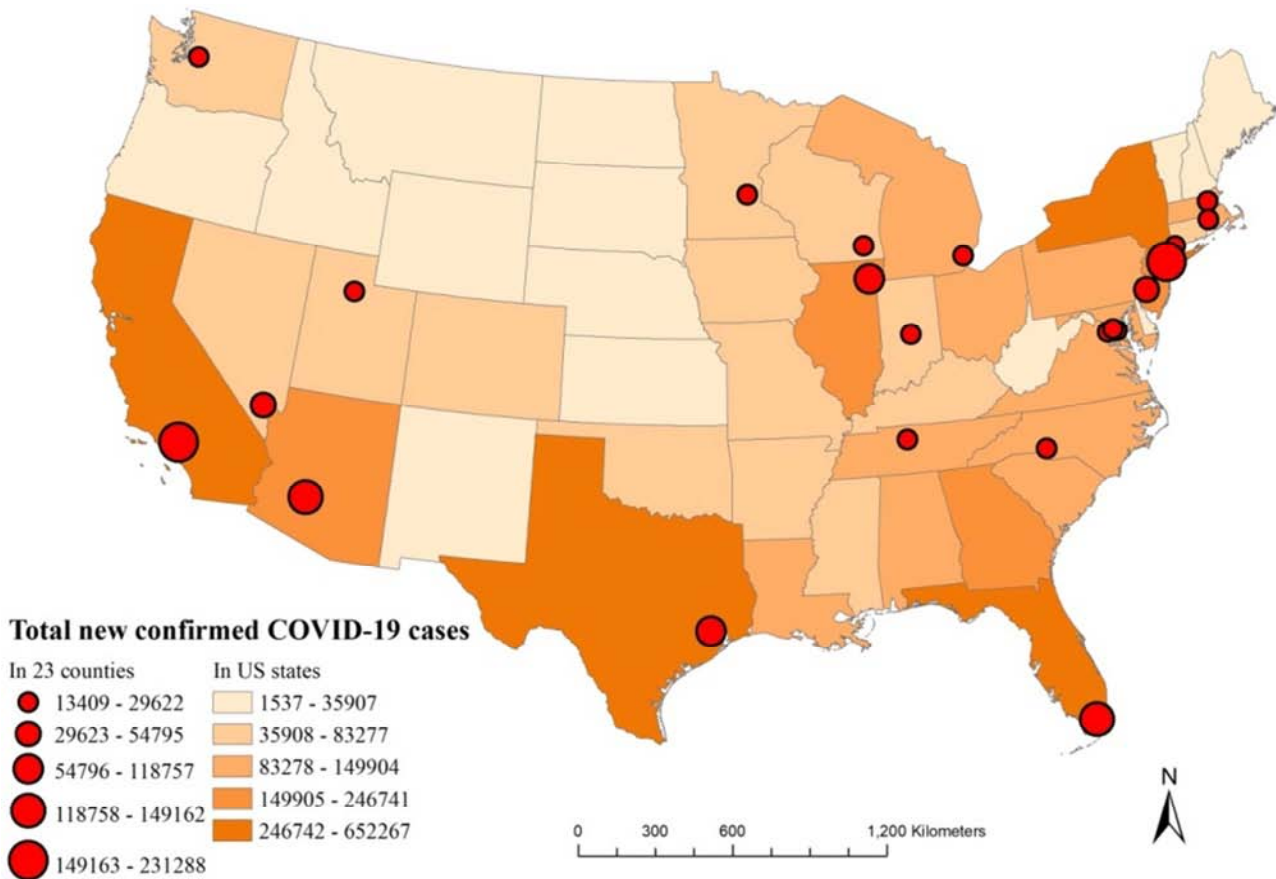 Total new confirmed COVID-19 cases
In 23 counties
13409 - 29622
29623 - 54795
54796 - 118757
118758 - 149162
149163 - 231288
In US states
1537 - 35907
35908 - 83277
83278 - 149904
149905 - 246741
246742 - 652267
0 300 600 1,200 Kilometers
N